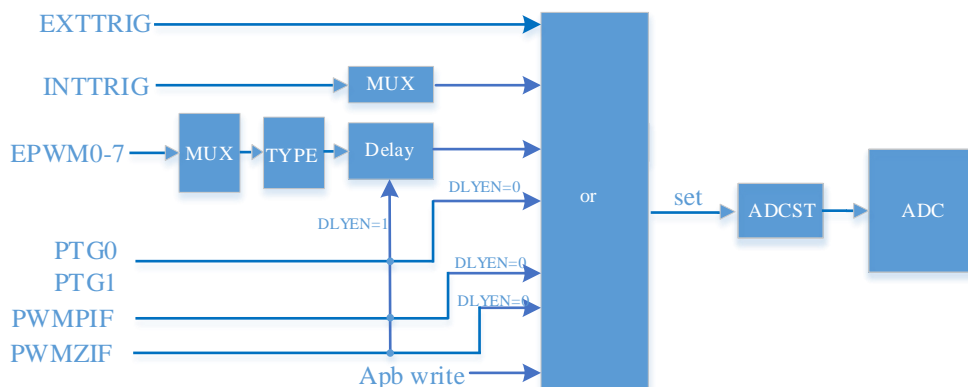 EXTTRIG
INTTRIG
MUX
EPWM0-7
MUX
TYPE
Delay
DLYEN=0
DLYEN=1
or
set
ADCST
ADC
PTG0
PTG1
DLYEN=0
PWMPIF
DLYEN=0
PWMZIF
Apb write